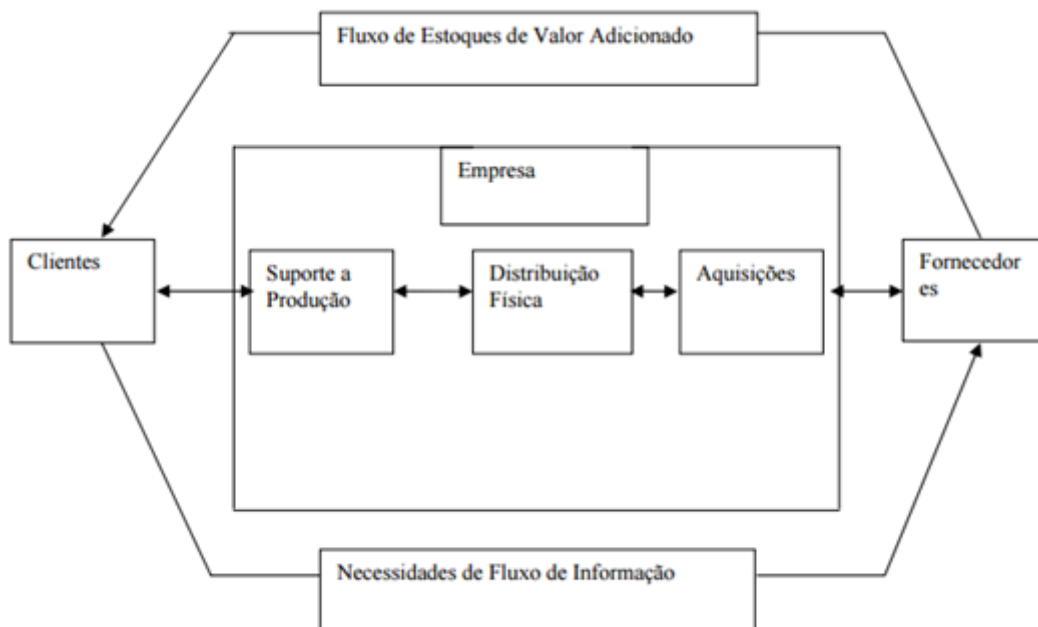 Fluxo de Estoques de Valor Adicionado
Empresa
Clientes
Suporte a
Produção
Distribuição
Física
Aquisições
Fornecedor
es
Necessidades de Fluxo de Informação